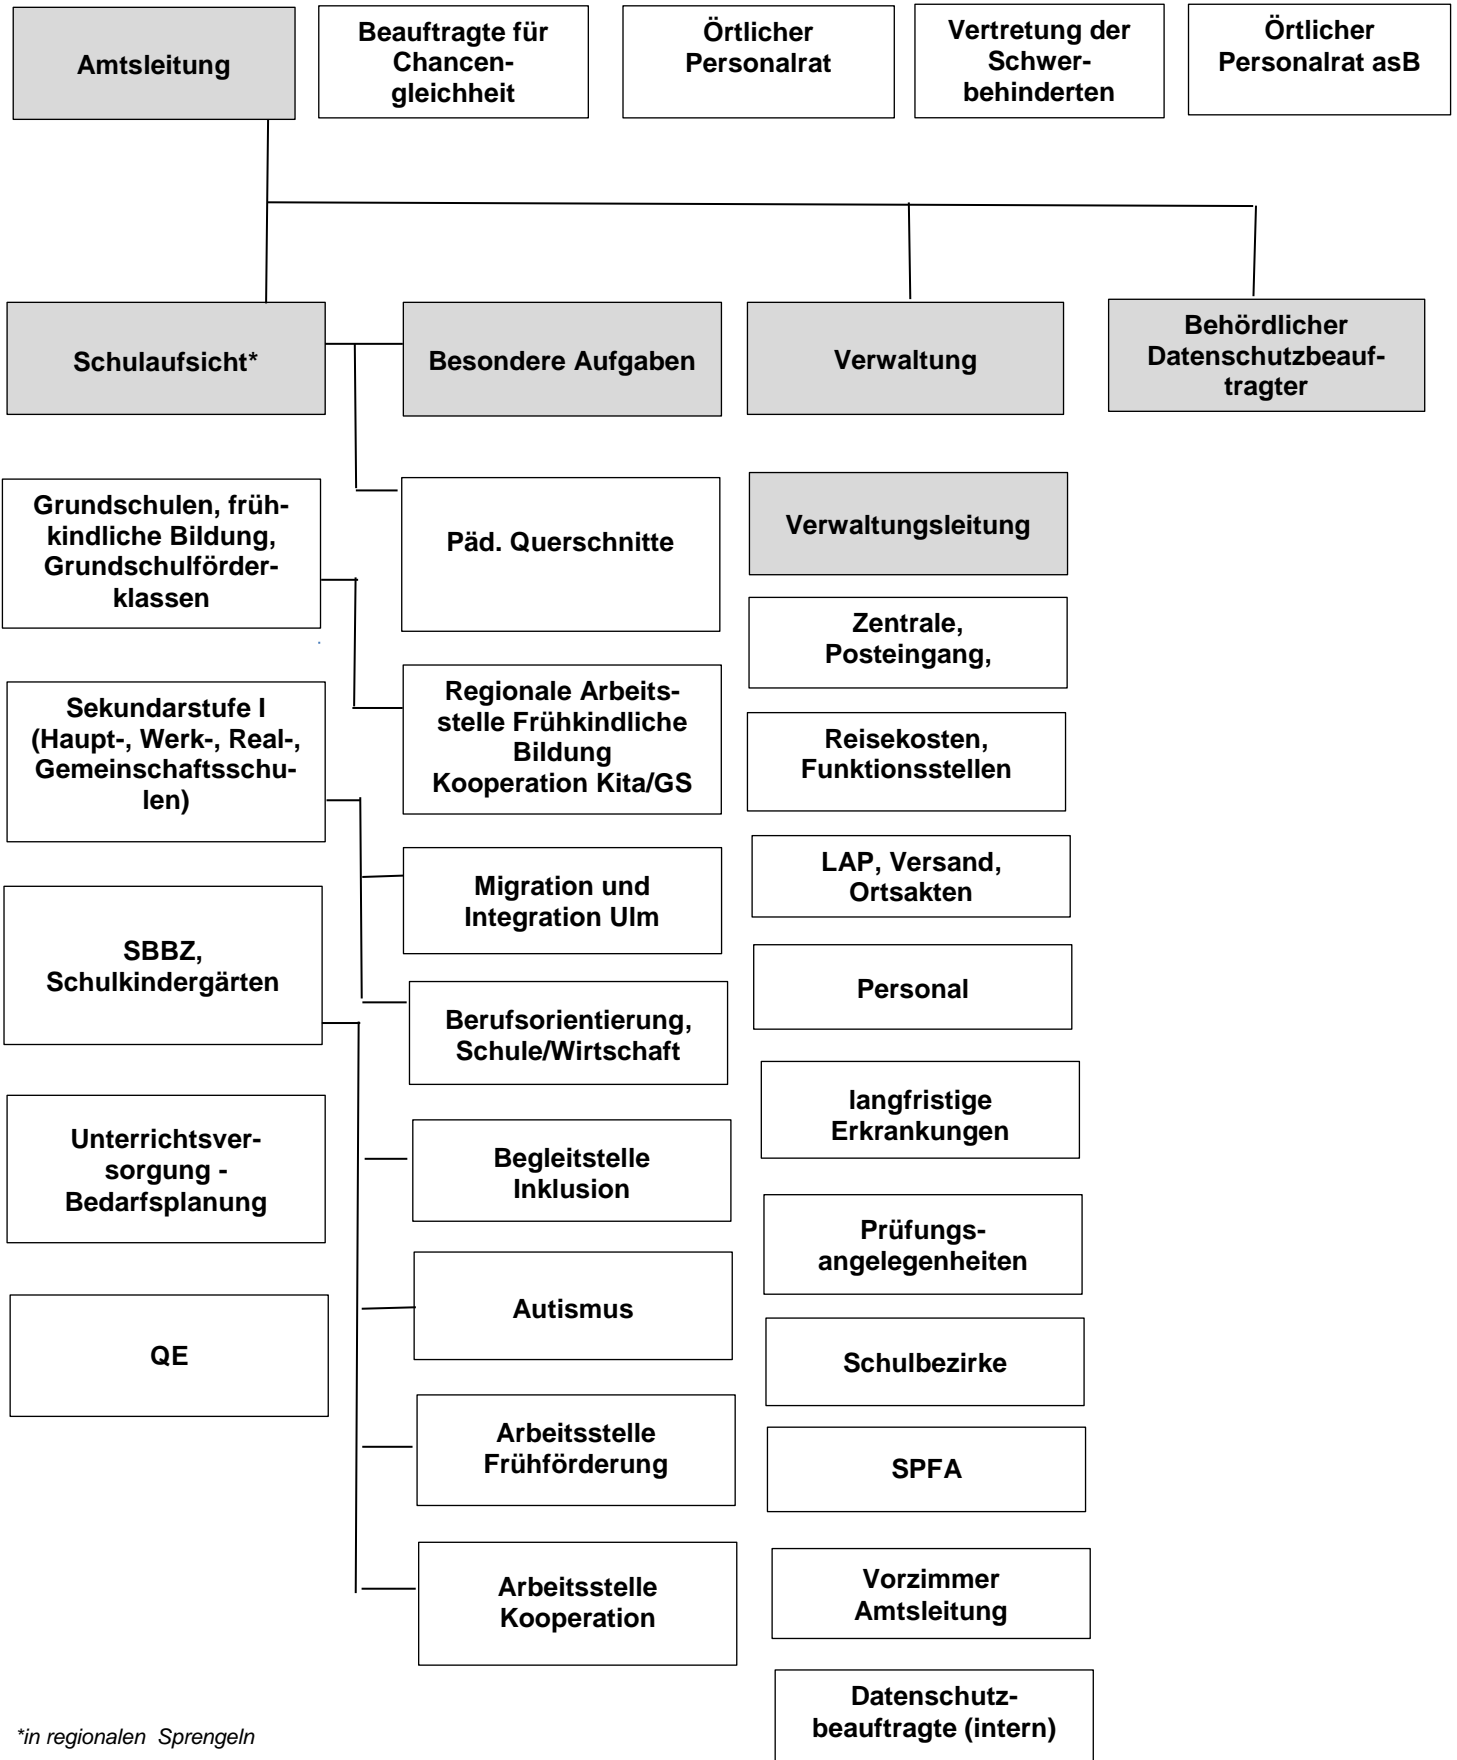 Amtsleitung
Beauftragte für
Chancen-
gleichheit
Örtlicher
Personalrat
Vertretung der
Schwer-
behinderten
Örtlicher
Personalrat asB
Schulaufsicht*
Besondere Aufgaben
Verwaltung
Behördlicher
Datenschutzbeauf-
tragter
Grundschulen, früh-
kindliche Bildung,
Grundschulförder-
klassen
Sekundarstufe I
(Haupt-, Werk-, Real-,
Gemeinschaftsschu-
len)
SBBZ,
Schulkindergärten
Unterrichtsver-
sorgung -
Bedarfsplanung
QE
Päd. Querschnitte
Regionale Arbeits-
stelle Frühkindliche
Bildung
Kooperation Kita/GS
Migration und
Integration Ulm
Berufsorientierung,
Schule/Wirtschaft
Begleitstelle
Inklusion
Autismus
Arbeitsstelle
Frühförderung
Arbeitsstelle
Kooperation
Verwaltungsleitung
Zentrale,
Posteingang,
Reisekosten,
Funktionsstellen
LAP, Versand,
Ortsakten
Personal
langfristige
Erkrankungen
Prüfungs-
angelegenheiten
Schulbezirke
SPFA
Vorzimmer
Amtsleitung
Datenschutz-
beauftragte (intern)
*in regionalen Sprengeln